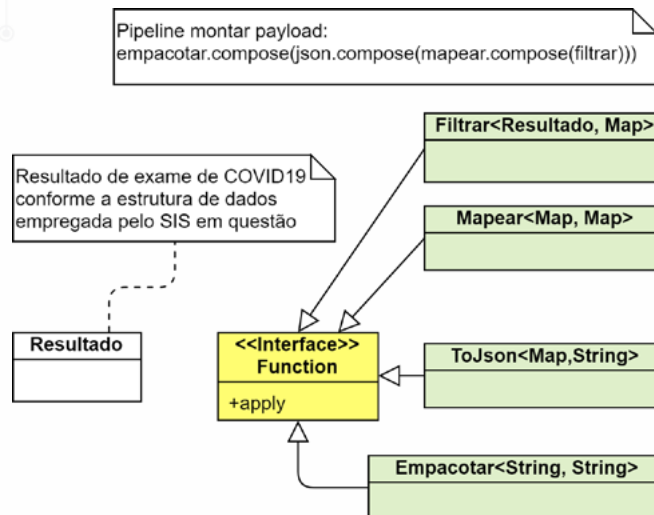 Pipeline montar payload:
empacotar.compose(json.compose(mapear.compose(filtrar)))
Filtrar<Resultado, Map>
Resultado de exame de COVID19
conforme a estrutura de dados
empregada pelo SIS em questão
Mapear<Map, Map>
Resultado
<<Interface>>
Function
+apply
ToJson<Map,String>
Empacotar<String, String>